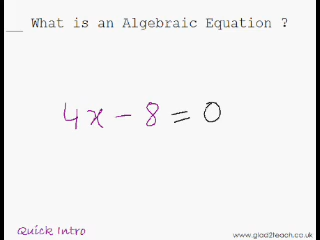 What is an Algebraic Equation ?
4x - 8 = 0
Quick Intro
www.glad2teach.co.uk